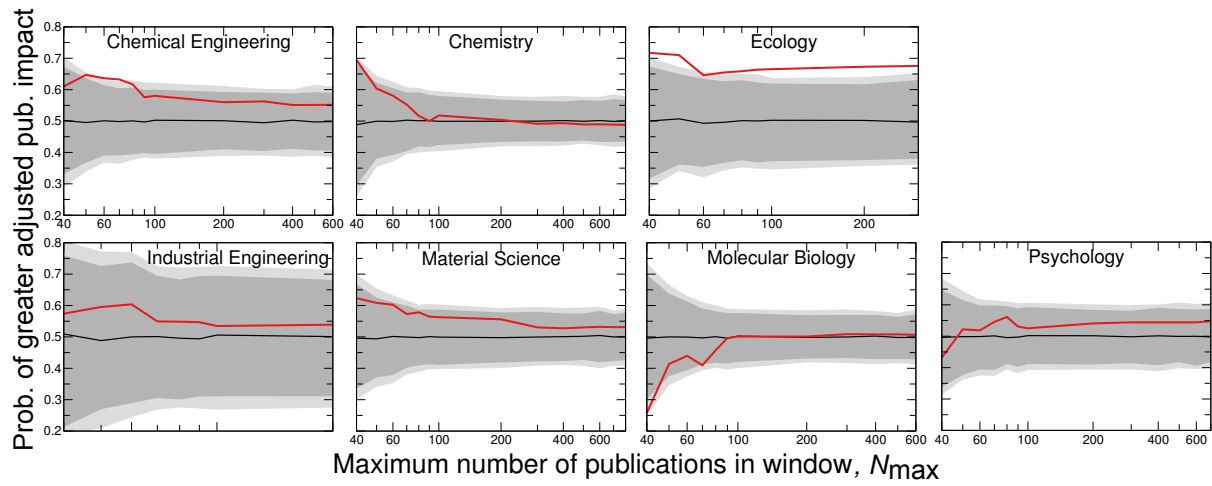 Prob. of greater adjusted pub. impact
Chemical Engineering
Chemistry
Ecology
0.8
0.7
0.6
0.5
0.4
0.3
0.2
40 60 100 200 400 600
40 60 100 200 400 600
40 60 100 200
Industrial Engineering
Material Science
Molecular Biology
Psychology
0.8
0.7
0.6
0.5
0.4
0.3
0.2
40 60 100 200 400 600
40 60 100 200 400 600
40 60 100 200 400
Maximum number of publications in window, Nmax